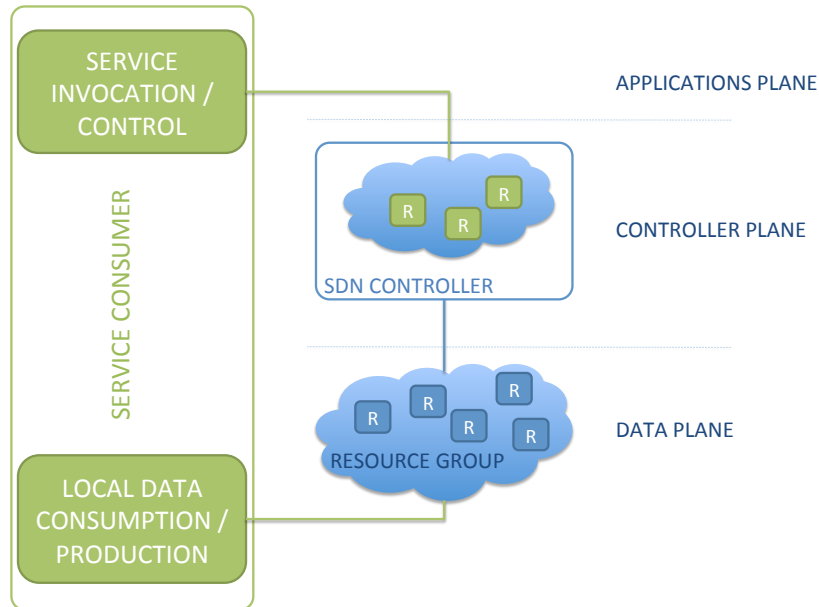 SERVICE
INVOCATION /
CONTROL
APPLICATIONS PLANE
R
R
R
SDN CONTROLLER
CONTROLLER PLANE
SERVICE CONSUMER
R
R
R
R
R
RESOURCE GROUP
DATA PLANE
LOCAL DATA
CONSUMPTION /
PRODUCTION